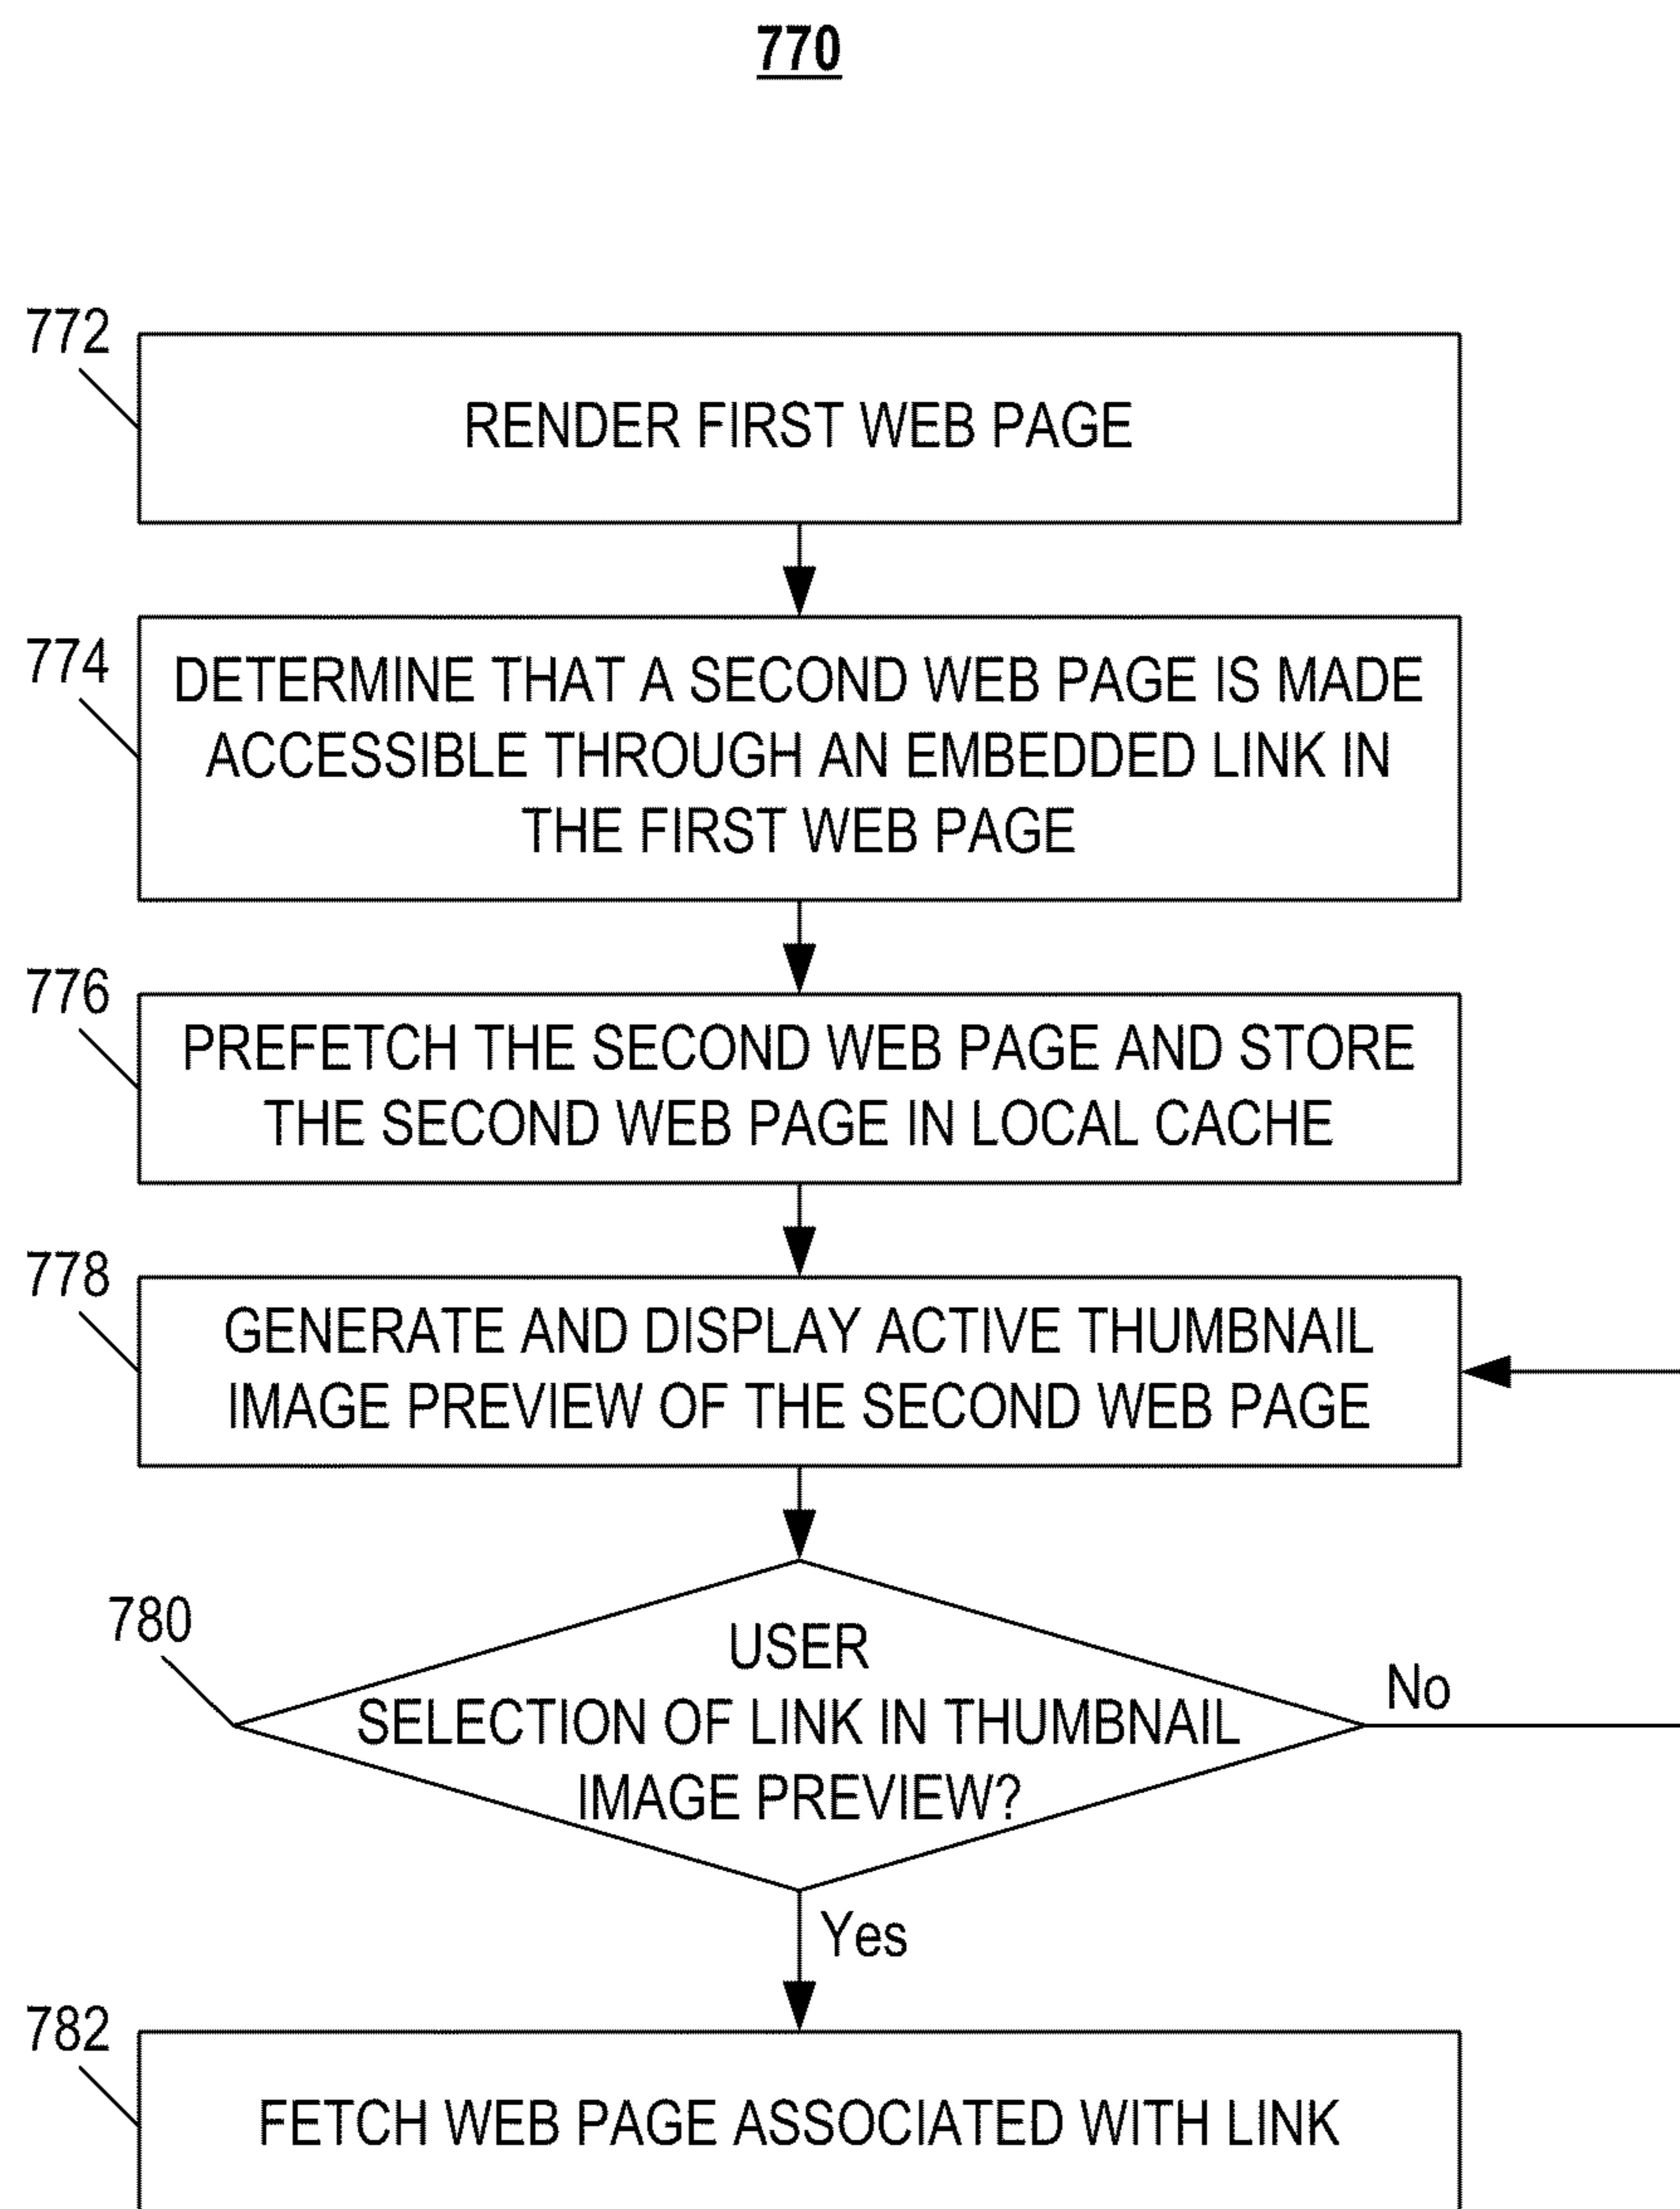 770
772
RENDER FIRST WEB PAGE
774
DETERMINE THAT A SECOND WEB PAGE IS MADE
ACCESSIBLE THROUGH AN EMBEDDED LINK IN
THE FIRST WEB PAGE
776
PREFETCH THE SECOND WEB PAGE AND STORE
THE SECOND WEB PAGE IN LOCAL CACHE
778
GENERATE AND DISPLAY ACTIVE THUMBNAIL
IMAGE PREVIEW OF THE SECOND WEB PAGE
780
USER
SELECTION OF LINK IN THUMBNAIL
IMAGE PREVIEW?
No
Yes
782
FETCH WEB PAGE ASSOCIATED WITH LINK